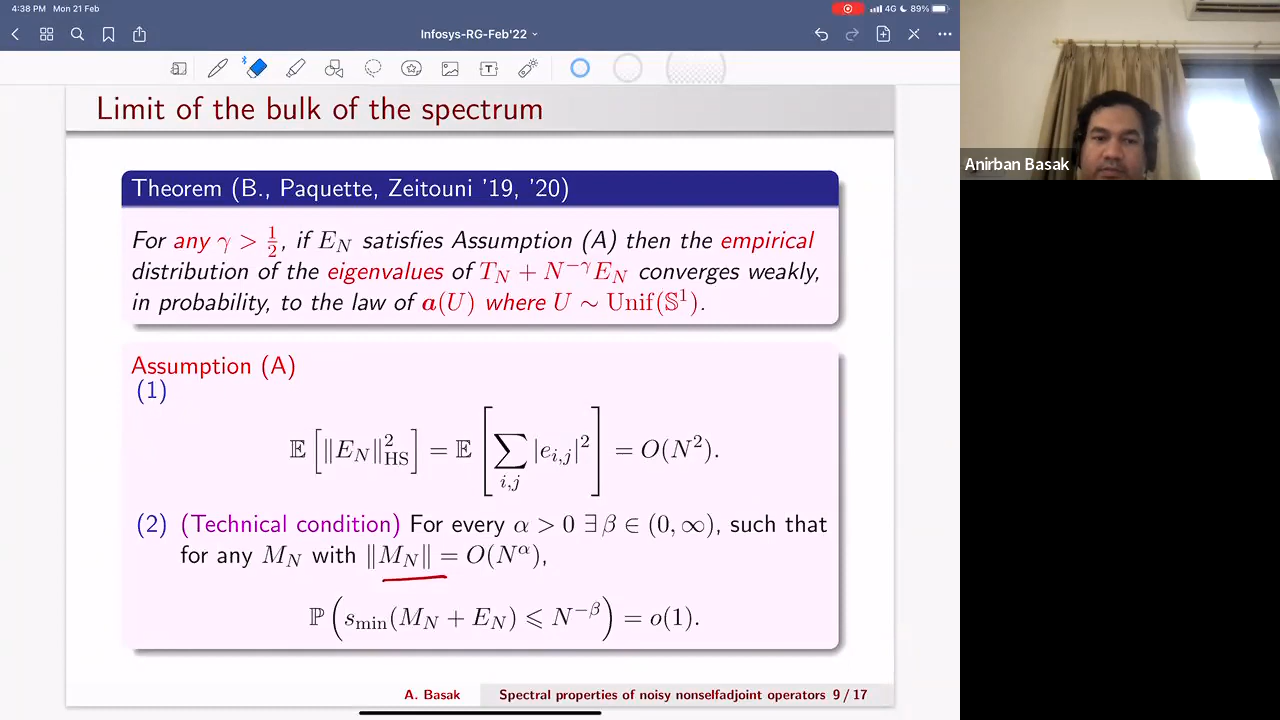 4:38 PM Mon 21 Feb
4G 89%
Infosys-RG-Feb'22
Limit of the bulk of the spectrum
Theorem (B., Paquette, Zeitouni '19, '20)
For any γ > 1/2, if E_N satisfies Assumption (A) then the empirical
distribution of the eigenvalues of T_N + N^{-γ}E_N converges weakly,
in probability, to the law of a(U) where U ∼ Unif(𝕊^1).
Assumption (A)
(1)
𝔼[‖E_N‖²_HS] = 𝔼[∑_{i,j} |e_{i,j}|²] = O(N²).
(2) (Technical condition) For every α > 0 ∃ β ∈ (0, ∞), such that
for any M_N with ‖M_N‖ = O(N^α),
ℙ(s_min(M_N + E_N) ⩽ N^{-β}) = o(1).
A. Basak Spectral properties of noisy nonselfadjoint operators 9 / 17
Anirban Basak